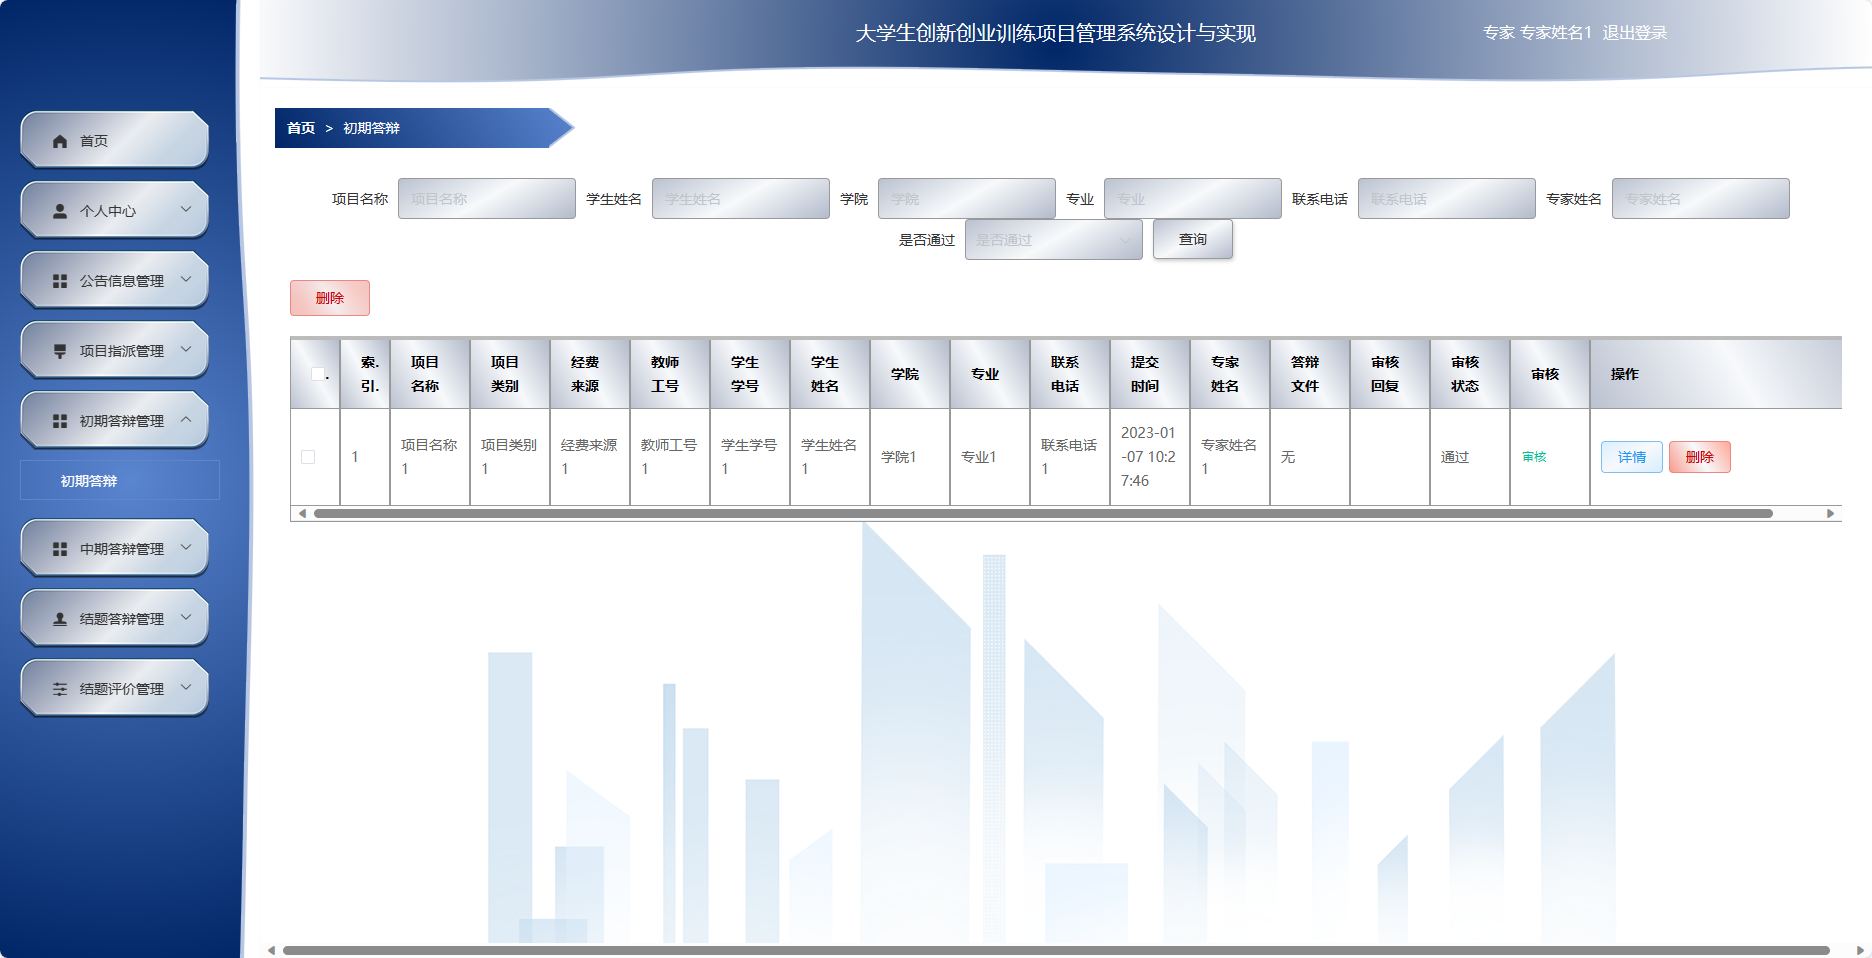 大学生创新创业训练项目管理系统设计与实现
专家 专家姓名1 退出登录
首页
个人中心
公告信息管理
项目指派管理
初期答辩管理
初期答辩
中期答辩管理
结题答辩管理
结题评价管理
首页 > 初期答辩
项目名称 项目名称 学生姓名 学生姓名 学院 学院 专业 专业 联系电话 联系电话 专家姓名 专家姓名
是否通过 是否通过 查询
删除
索. 项目 项目 经费 教师 学生 学生 学院 专业 联系 提交 专家 答辩 审核 审核 审核 操作
引. 名称 类别 来源 工号 学号 姓名 电话 时间 姓名 文件 回复 状态
1 项目名称1 项目类别1 经费来源1 教师工号1 学生学号1 学生姓名1 学院1 专业1 联系电话1 2023-01-07 10:27:46 专家姓名1 无 通过 审核 详情 删除